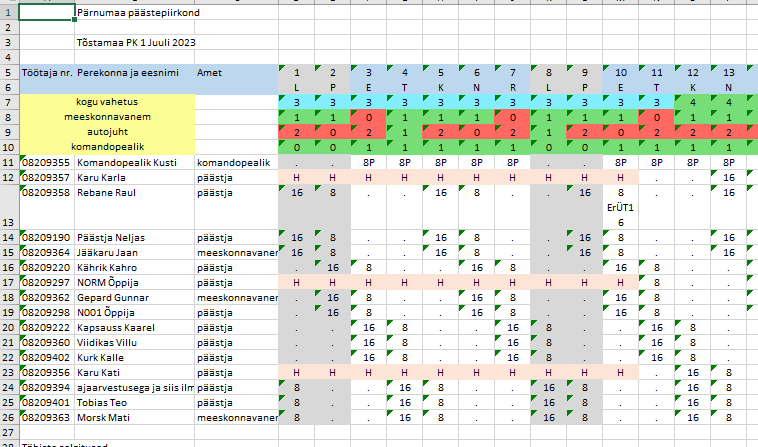 1 Pärnumaa päästepiirkond
2
3 Tõstamaa PK 1 Juuli 2023
4
5 Töötaja nr. Perekonna ja eesnimi Amet 1 2 3 4 5 6 7 8 9 10 11 12 13
6 L P E T K N R L P E T K N
7 kogu vahetus 3 3 3 3 3 3 3 3 3 3 3 4 4
8 meeskonnavanem 1 1 0 1 1 1 0 1 1 1 0 1 1
9 autojuht 2 0 2 1 2 0 2 1 2 0 2 2 2
10 komandopealik 0 0 1 1 1 1 1 0 0 1 1 1 1
11 08209355 Komandopealik Kusti komandopealik . . 8P 8P 8P 8P 8P . . 8P 8P 8P 8P
12 08209357 Karu Karla päästja H H H H H H H H H H . . 16
08209358 Rebane Raul päästja 16 8 . . 16 8 . . 16 8 . . 16
ErÜT1
13 6
14 08209190 Päästja Neljas päästja 16 8 . . 16 8 . . 16 8 . . 16
15 08209364 Jääkaru Jaan meeskonnavanem 16 8 . . 16 8 . . 16 8 . . 16
16 08209220 Kährik Kahro päästja . 16 8 . . 16 8 . . 16 8 . .
17 08209297 NORM Õppija päästja H H H H H H H H H H 8 . .
18 08209362 Gepard Gunnar meeskonnavanem . 16 8 . . 16 8 . . 16 8 . .
19 08209298 N001 Õppija päästja . 16 8 . . 16 8 . . 16 8 . .
20 08209222 Kapsauss Kaarel päästja . . 16 8 . . 16 8 . . 16 8 .
21 08209360 Viidikas Villu päästja . . 16 8 . . 16 8 . . 16 8 .
22 08209402 Kurk Kalle päästja . . 16 8 . . 16 8 . . 16 8 .
23 08209356 Karu Kati päästja H H H H H H H H H H . 16 8
24 08209394 ajaarvestusega ja siis ilm päästja 8 . . 16 8 . . 16 8 . . 16 8
25 08209401 Tobias Teo päästja 8 . . 16 8 . . 16 8 . . 16 8
26 08209363 Morsk Mati meeskonnavanem 8 . . 16 8 . . 16 8 . . 16 8
27